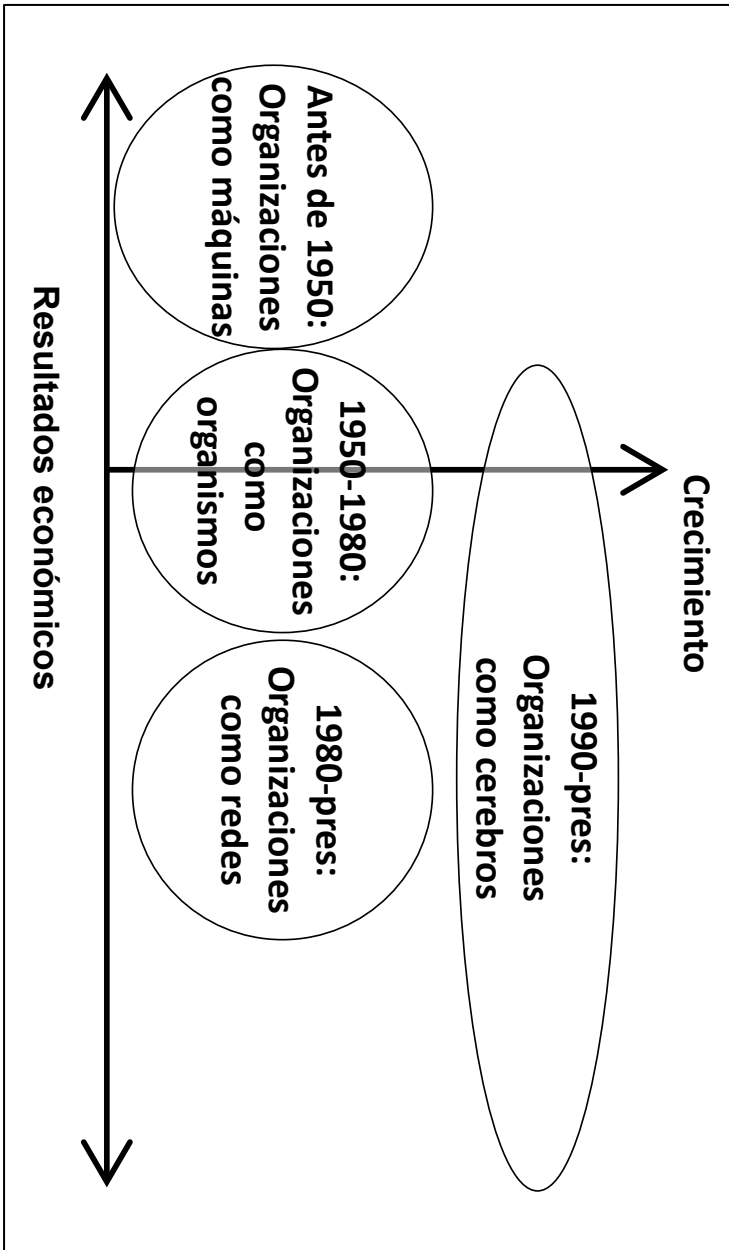 Crecimiento
1990-pres:
Organizaciones
como cerebros
Antes de 1950:
Organizaciones
como máquinas
1950-1980:
Organizaciones
como
organismos
1980-pres:
Organizaciones
como redes
Resultados económicos